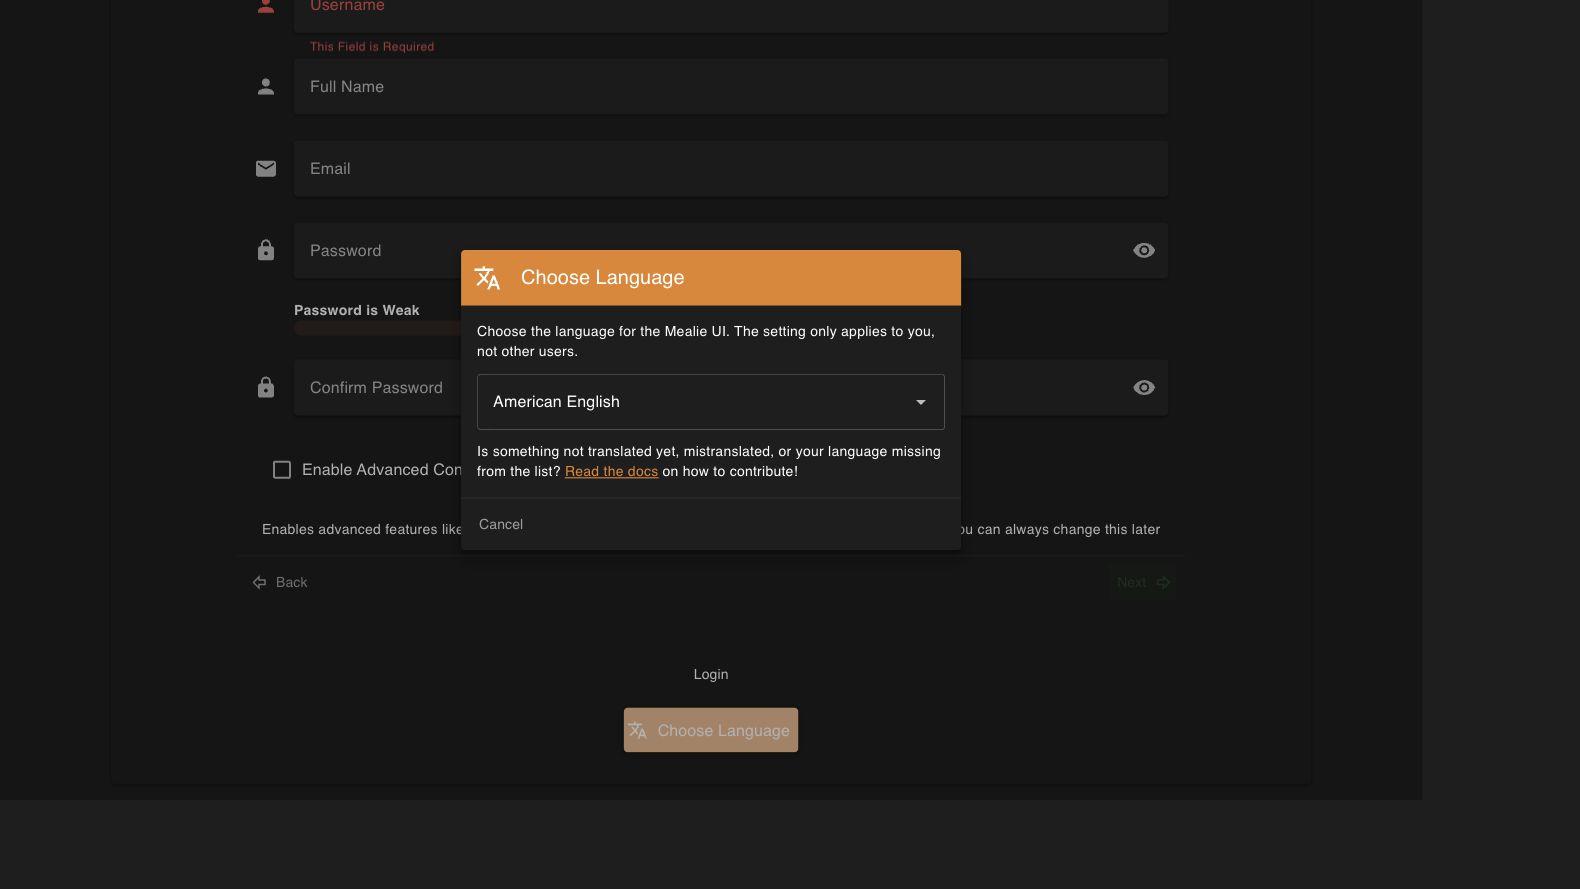 Username
This Field is Required
Full Name
Email
Password
Password is Weak
Confirm Password
Enable Advanced Con
Enables advanced features like
ou can always change this later
Choose Language
Choose the language for the Mealie UI. The setting only applies to you,
not other users.
American English
Is something not translated yet, mistranslated, or your language missing
from the list? Read the docs on how to contribute!
Cancel
Back
Next
Login
Choose Language